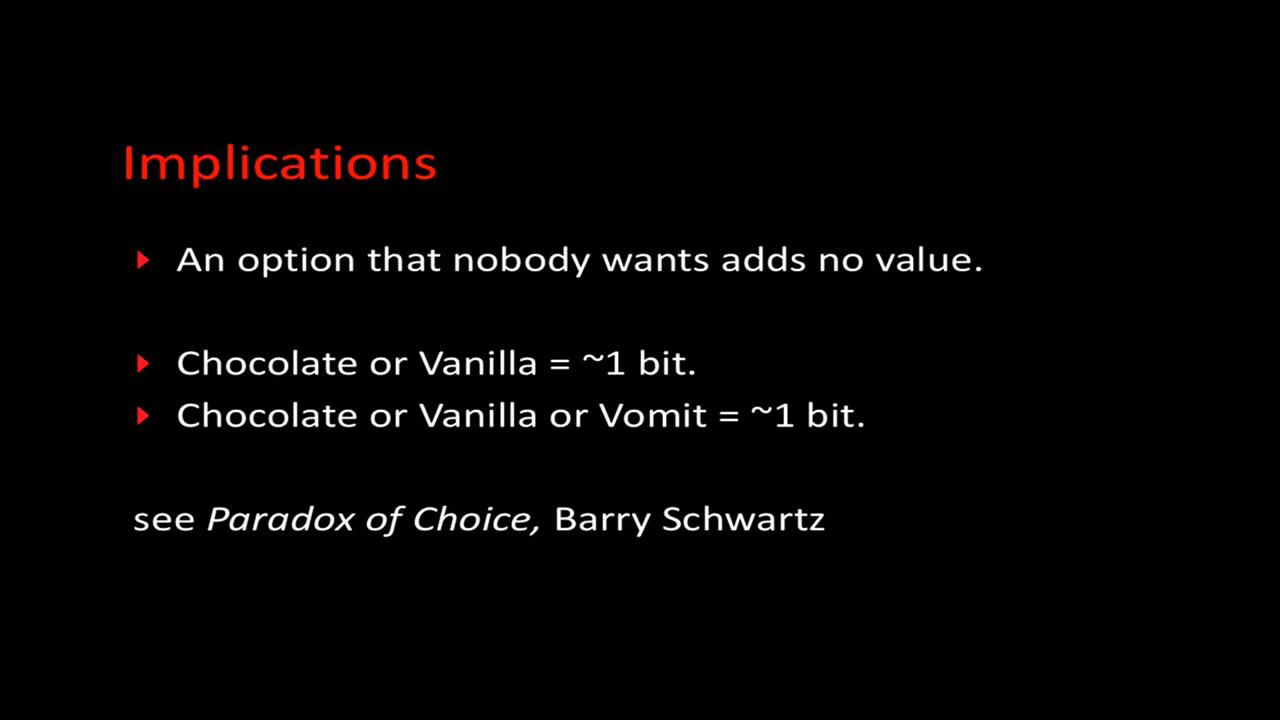 Implications
An option that nobody wants adds no value.
Chocolate or Vanilla = ~1 bit.
Chocolate or Vanilla or Vomit = ~1 bit.
see Paradox of Choice, Barry Schwartz